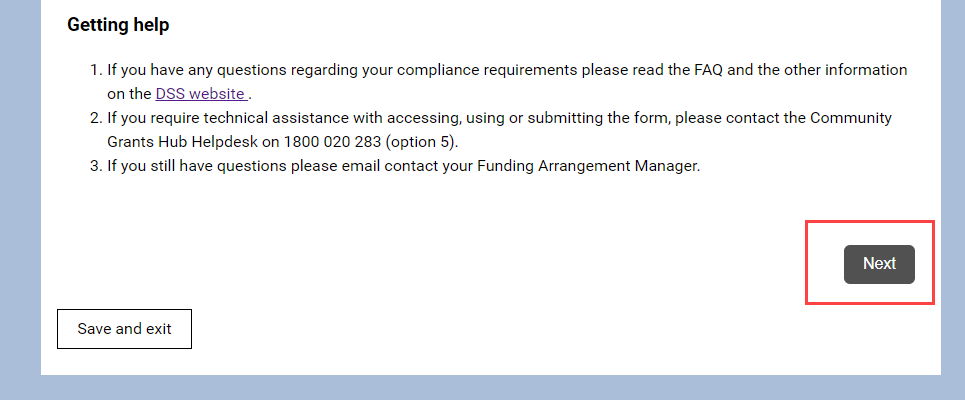 Getting help
1. If you have any questions regarding your compliance requirements please read the FAQ and the other information
on the DSS website .
2. If you require technical assistance with accessing, using or submitting the form, please contact the Community
Grants Hub Helpdesk on 1800 020 283 (option 5).
3. If you still have questions please email contact your Funding Arrangement Manager.
Next
Save and exit